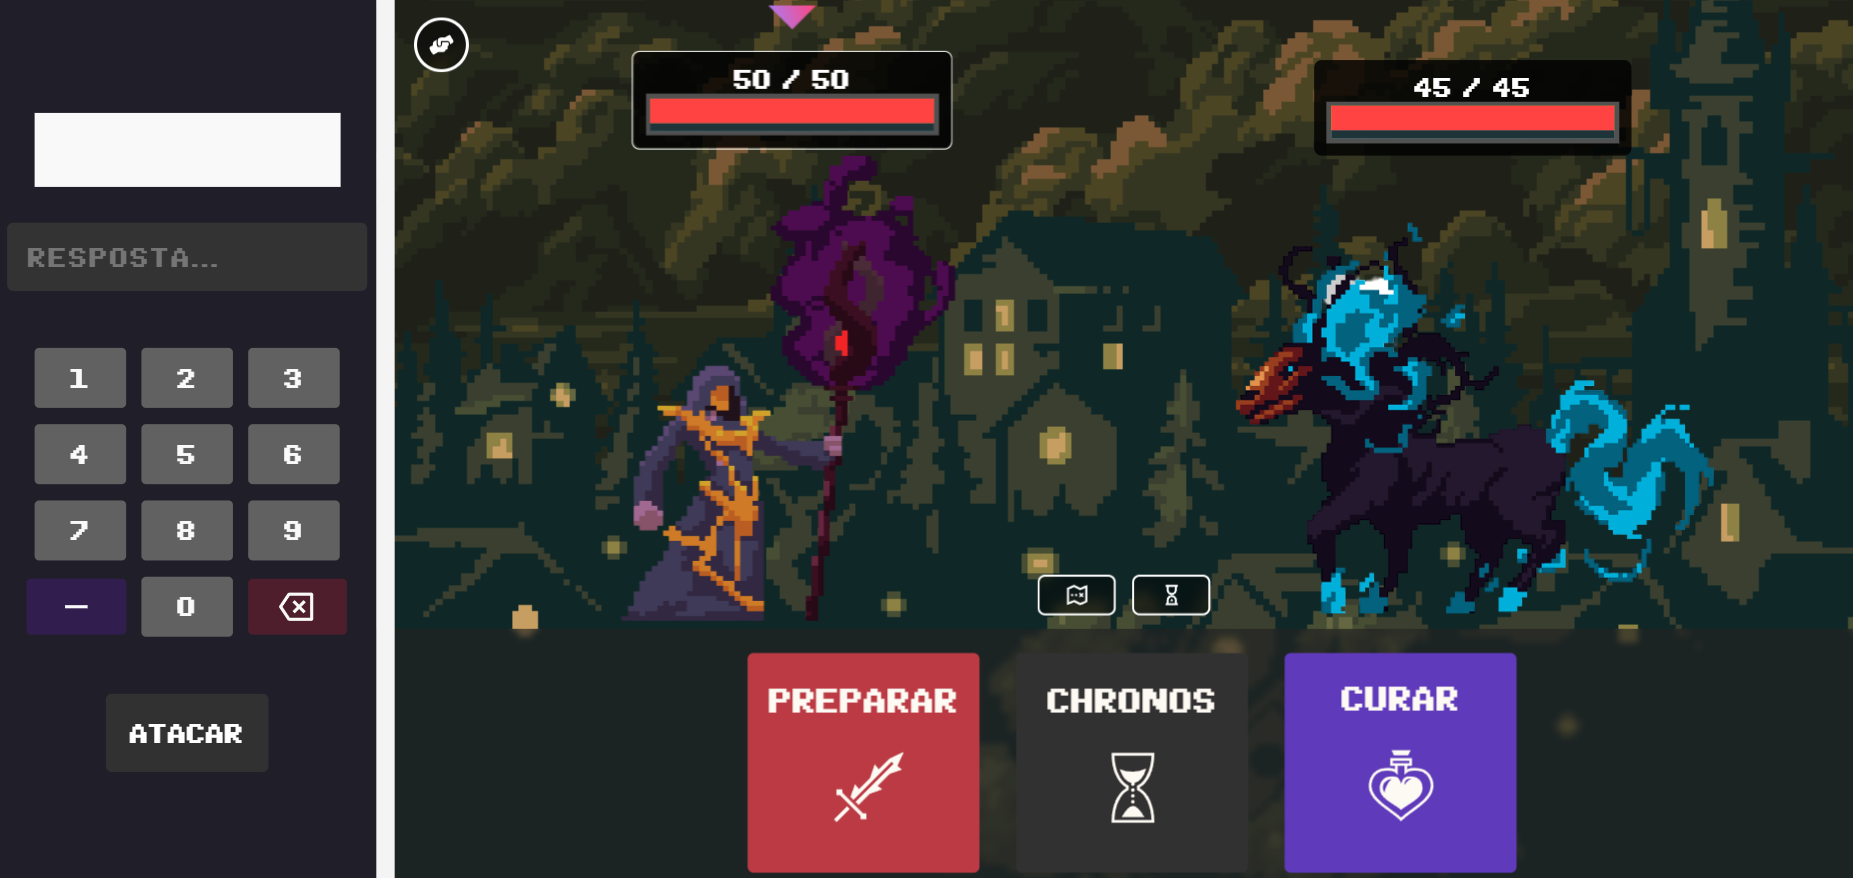 RESPOSTA...
1 2 3
4 5 6
7 8 9
– 0
ATACAR
50 / 50
45 / 45
PREPARAR
CHRONOS
CURAR